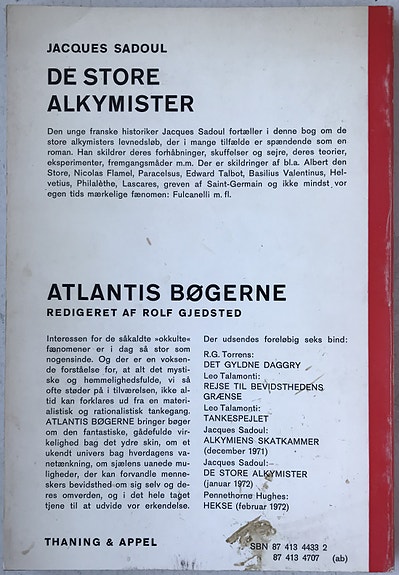 JACQUES SADOUL
DE STORE
ALKYMISTER
Den unge franske historiker Jacques Sadoul fortæller i denne bog om de
store alkymisters levnedsløb, der i mange tilfælde er spændende som en
roman. Han skildrer deres forhåbninger, skuffelser og sejre, deres teorier,
eksperimenter, fremgangsmåder m.m. Der er skildringer af bl.a. Albert den
Store, Nicolas Flamel, Paracelsus, Edward Talbot, Basilius Valentinus, Hel-
vetius, Philalèthe, Lascares, greven af Saint-Germain og ikke mindst vor
egen tids mærkelige fænomen: Fulcanelli m. fl.
ATLANTIS BØGERNE
REDIGERET AF ROLF GJEDSTED
Interessen for de såkaldte »okkulte«
fænomener er i dag så stor som
nogensinde. Og der er en voksen-
de forståelse for, at alt det mysti-
ske og hemmelighedsfulde, vi så
ofte støder på i tilværelsen, ikke al-
tid kan forklares ud fra en materi-
alistisk og rationalistisk tankegang.
ATLANTIS BØGERNE bringer bøger
om den fantastiske, gådefulde vir-
kelighed bag det ydre skin, om et
ukendt univers bag hverdagens va-
netænkning, om sjælens uanede mu-
ligheder, der kan forvandle menne-
skers bevidsthed om sig selv og de-
res omverden, og i det hele taget
tjene til at udvide vor erkendelse.
Der udsendes foreløbig seks bind:
R.G. Torrens:
DET GYLDNE DAGGRY
Leo Talamonti:
REJSE TIL BEVIDSTHEDENS
GRÆNSE
Leo Talamonti:
TANKESPEJLET
Jacques Sadoul:
ALKYMIENS SKATKAMMER
(december 1971)
Jacques Sadoul:
DE STORE ALKYMISTER
(januar 1972)
Pennethorne Hughes:
HEKSE (februar 1972)
THANING & APPEL
SBN 87 413 4433 2
87 413 4707 (ab)